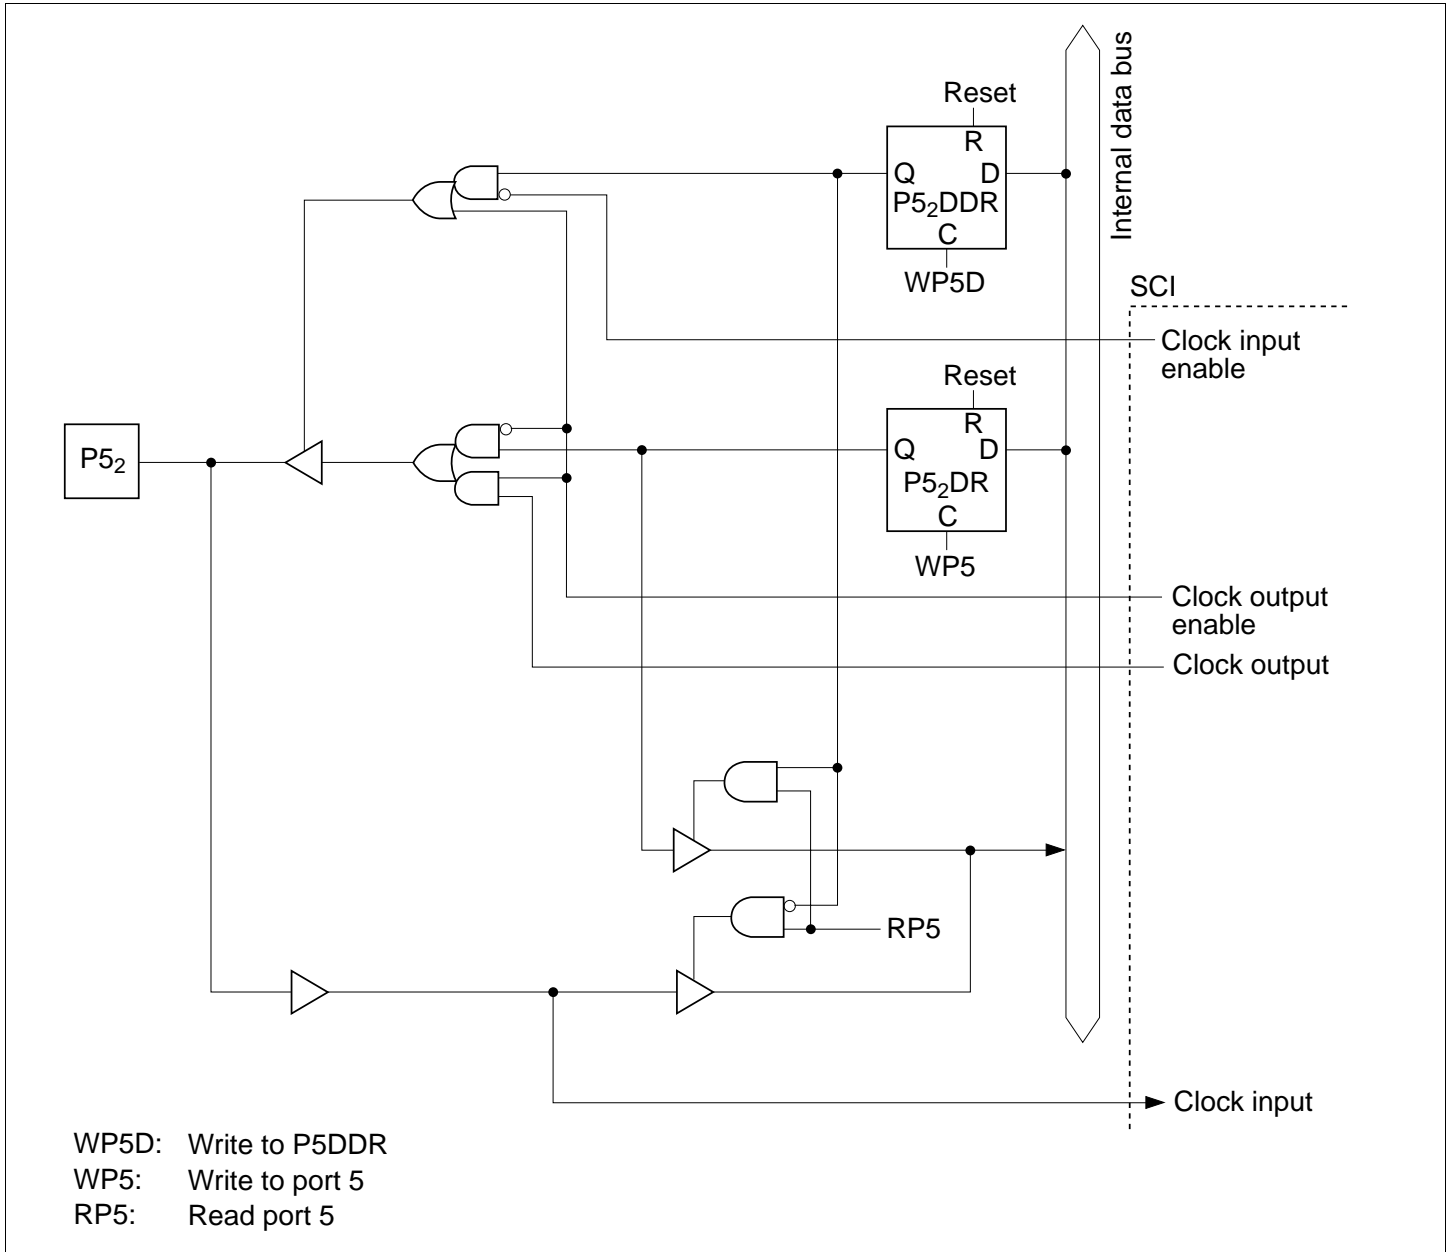 Internal data bus
Reset
R
Q D
P5₂DDR
C
WP5D
SCI
Clock input
enable
Reset
R
Q D
P5₂DR
C
WP5
P5₂
Clock output
enable
Clock output
RP5
Clock input
WP5D: Write to P5DDR
WP5: Write to port 5
RP5: Read port 5